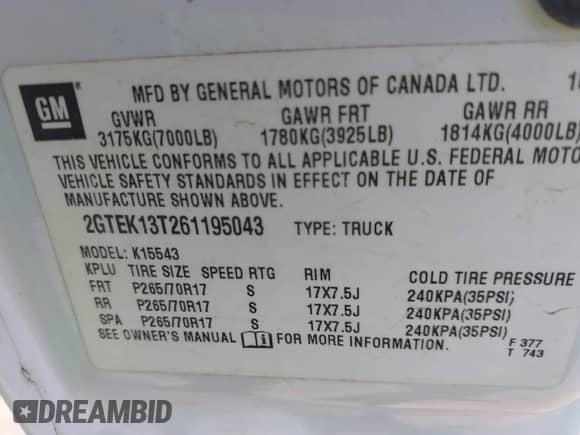 GM
MFD BY GENERAL MOTORS OF CANADA LTD.
GVWR GAWR FRT GAWR RR
3175KG(7000LB) 1780KG(3925LB) 1814KG(4000LB)
THIS VEHICLE CONFORMS TO ALL APPLICABLE U.S. FEDERAL MOTO
VEHICLE SAFETY STANDARDS IN EFFECT ON THE DATE OF
MANUFACTURE SHOWN ABOVE.
2GTEK13T261195043 TYPE: TRUCK
MODEL: K15543
KPLU TIRE SIZE SPEED RTG RIM COLD TIRE PRESSURE
FRT P265/70R17 S 17X7.5J 240KPA(35PSI)
RR P265/70R17 S 17X7.5J 240KPA(35PSI)
SPA P265/70R17 S 17X7.5J 240KPA(35PSI)
SEE OWNER'S MANUAL FOR MORE INFORMATION. F 377
T 743
DREAMBID